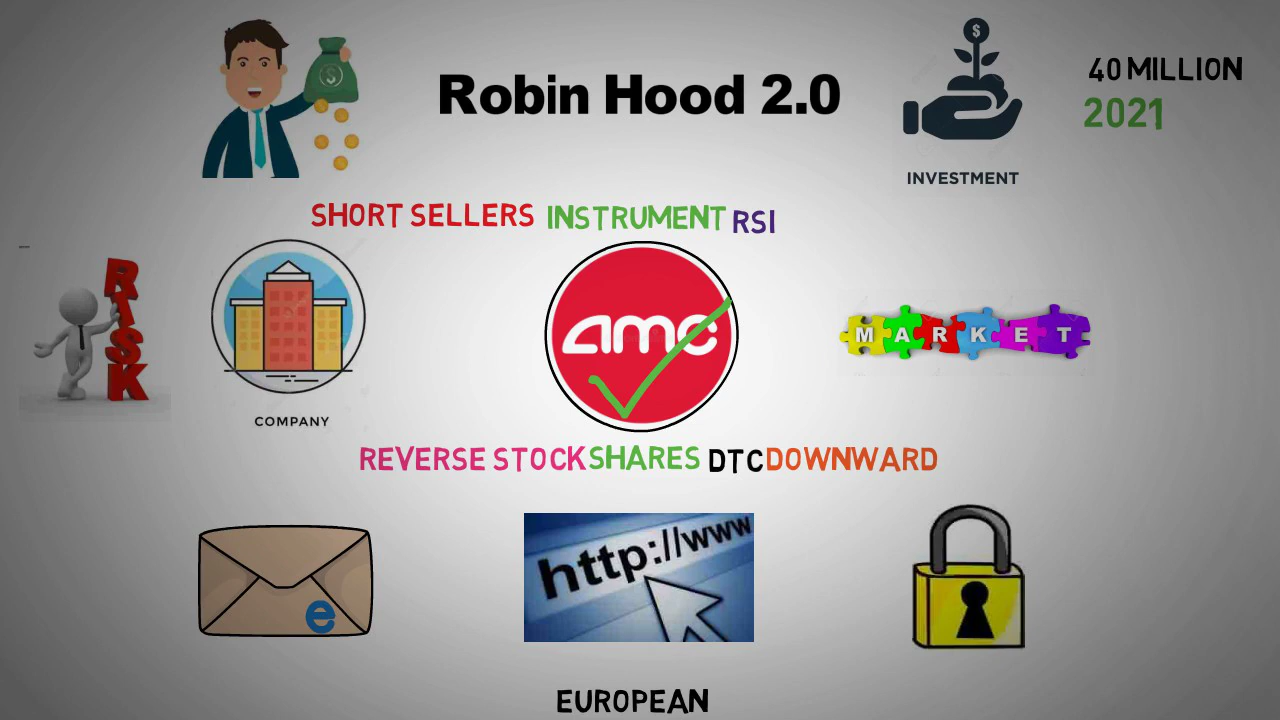 Robin Hood 2.0
40 MILLION
2021
INVESTMENT
SHORT SELLERS INSTRUMENT RSI
RISK
COMPANY
amc
MARKET
REVERSE STOCK SHARES DTC DOWNWARD
e
http://www
EUROPEAN